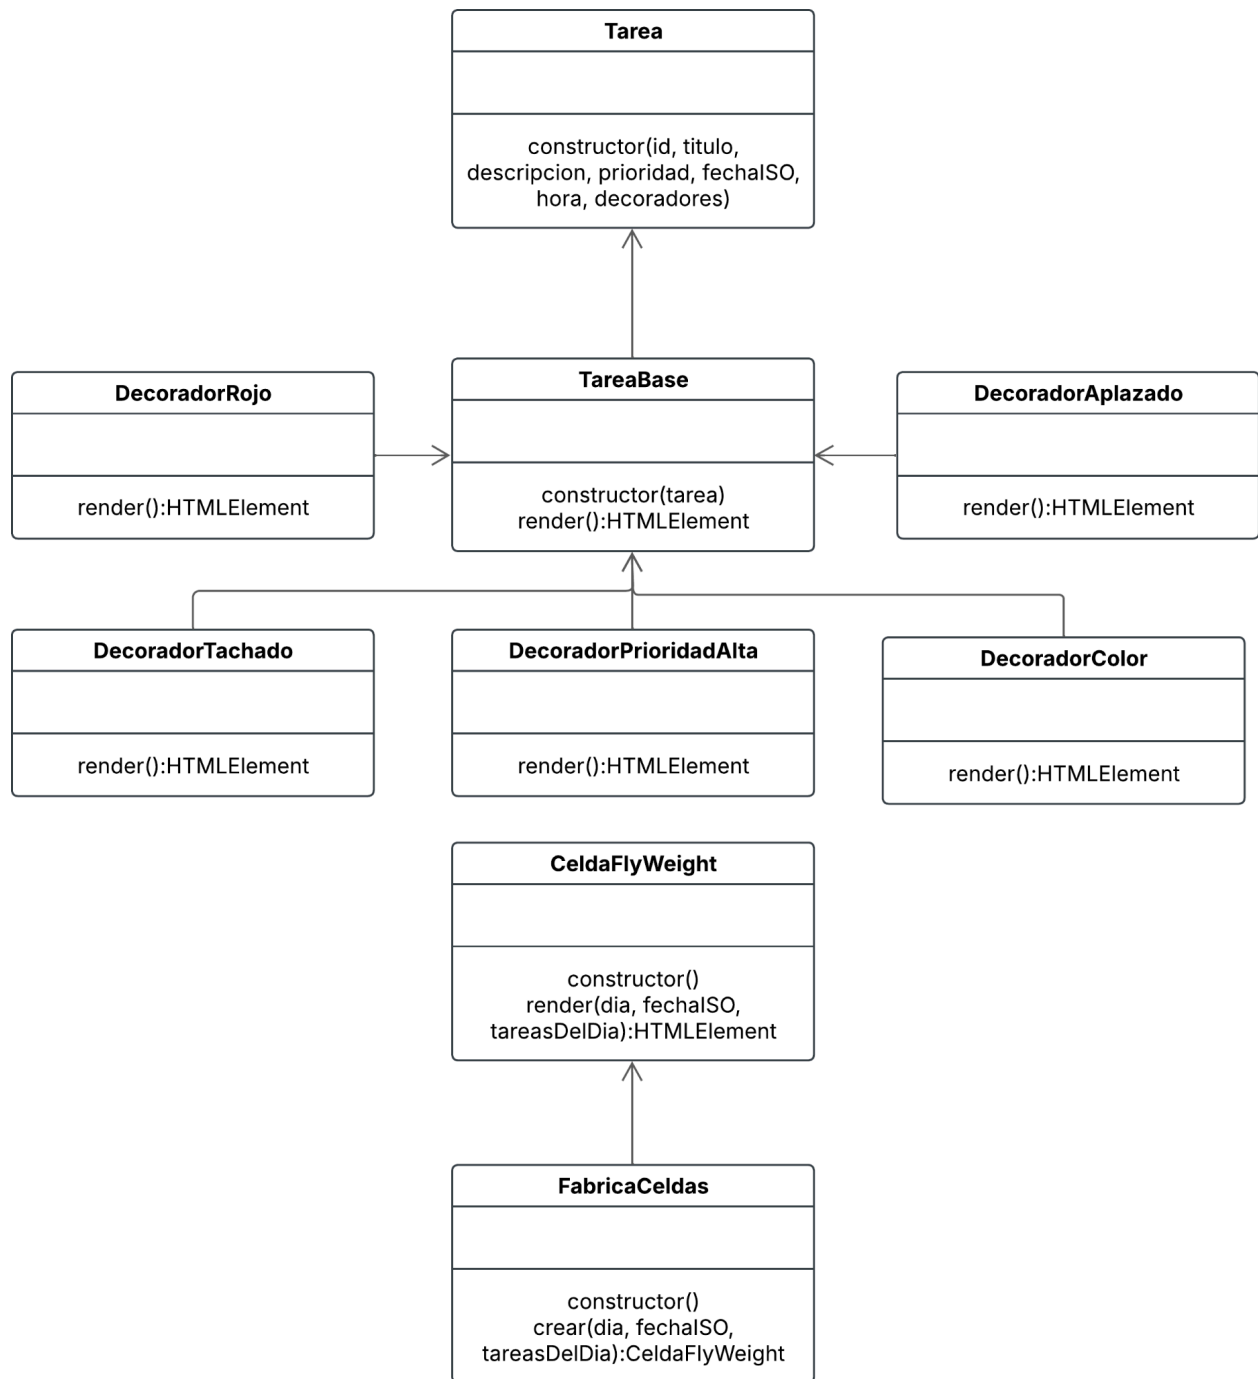 Tarea
constructor(id, titulo,
descripcion, prioridad, fechaISO,
hora, decoradores)
DecoradorRojo
render():HTMLElement
TareaBase
constructor(tarea)
render():HTMLElement
DecoradorAplazado
render():HTMLElement
DecoradorTachado
render():HTMLElement
DecoradorPrioridadAlta
render():HTMLElement
DecoradorColor
render():HTMLElement
CeldaFlyWeight
constructor()
render(dia, fechaISO,
tareasDelDia):HTMLElement
FabricaCeldas
constructor()
crear(dia, fechaISO,
tareasDelDia):CeldaFlyWeight